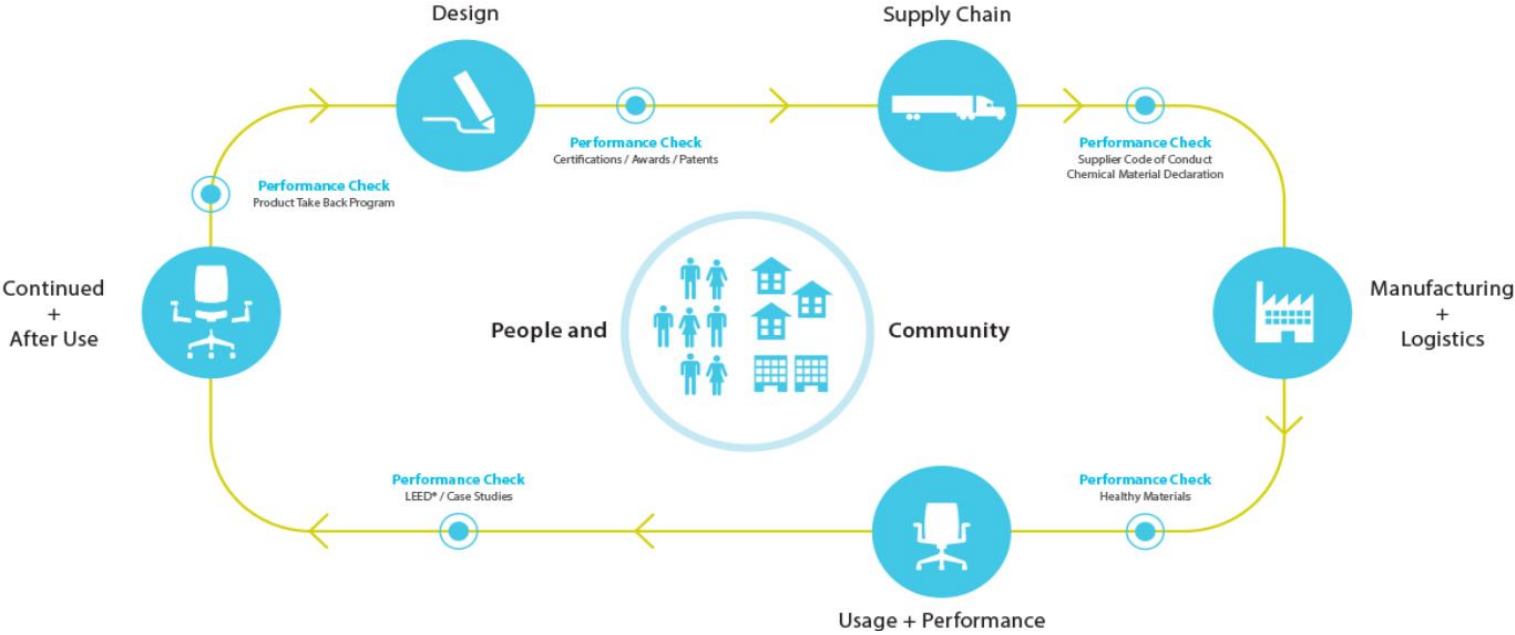 Design
Supply Chain
Performance Check
Certifications / Awards / Patents
Performance Check
Supplier Code of Conduct
Chemical Material Declaration
Performance Check
Product Take Back Program
Continued
+
After Use
People and
Community
Manufacturing
+
Logistics
Performance Check
LEED® / Case Studies
Performance Check
Healthy Materials
Usage + Performance